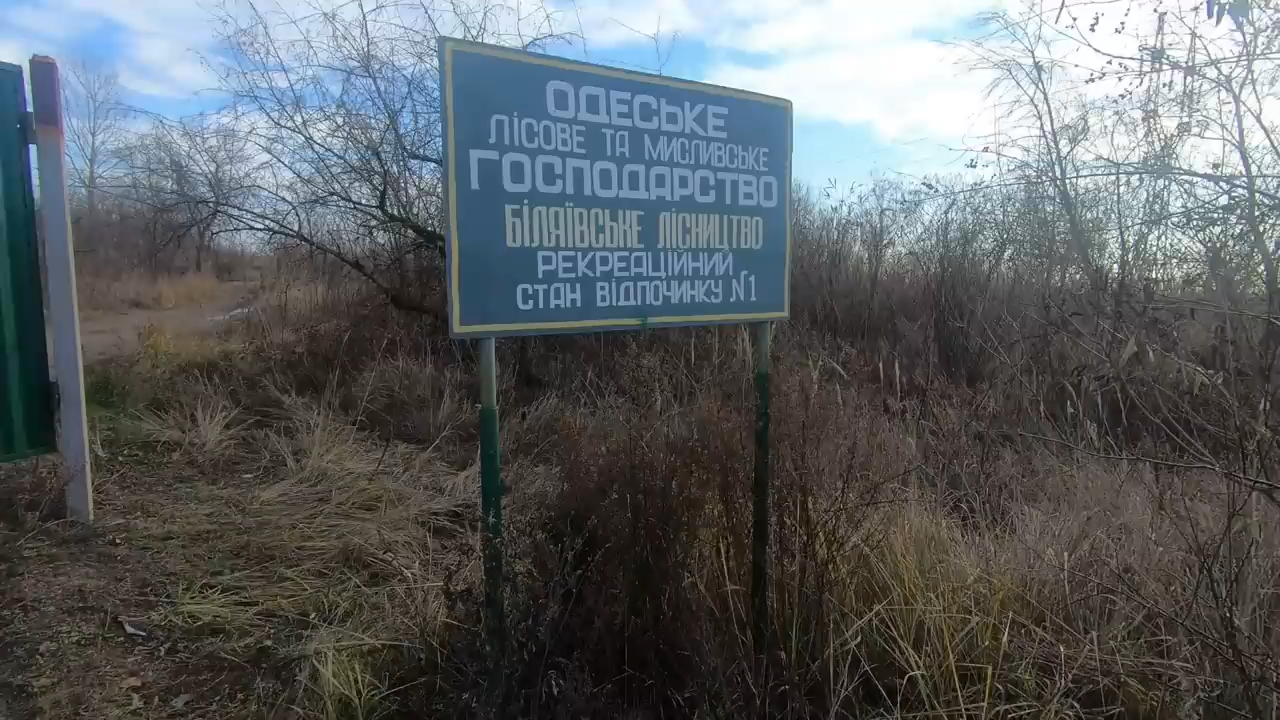 ОДЕСЬКЕ
ЛІСОВЕ ТА МИСЛИВСЬКЕ
ГОСПОДАРСТВО
БІЛЯЇВСЬКЕ ЛІСНИЦТВО
РЕКРЕАЦІЙНИЙ
СТАН ВІДПОЧИНКУ №1